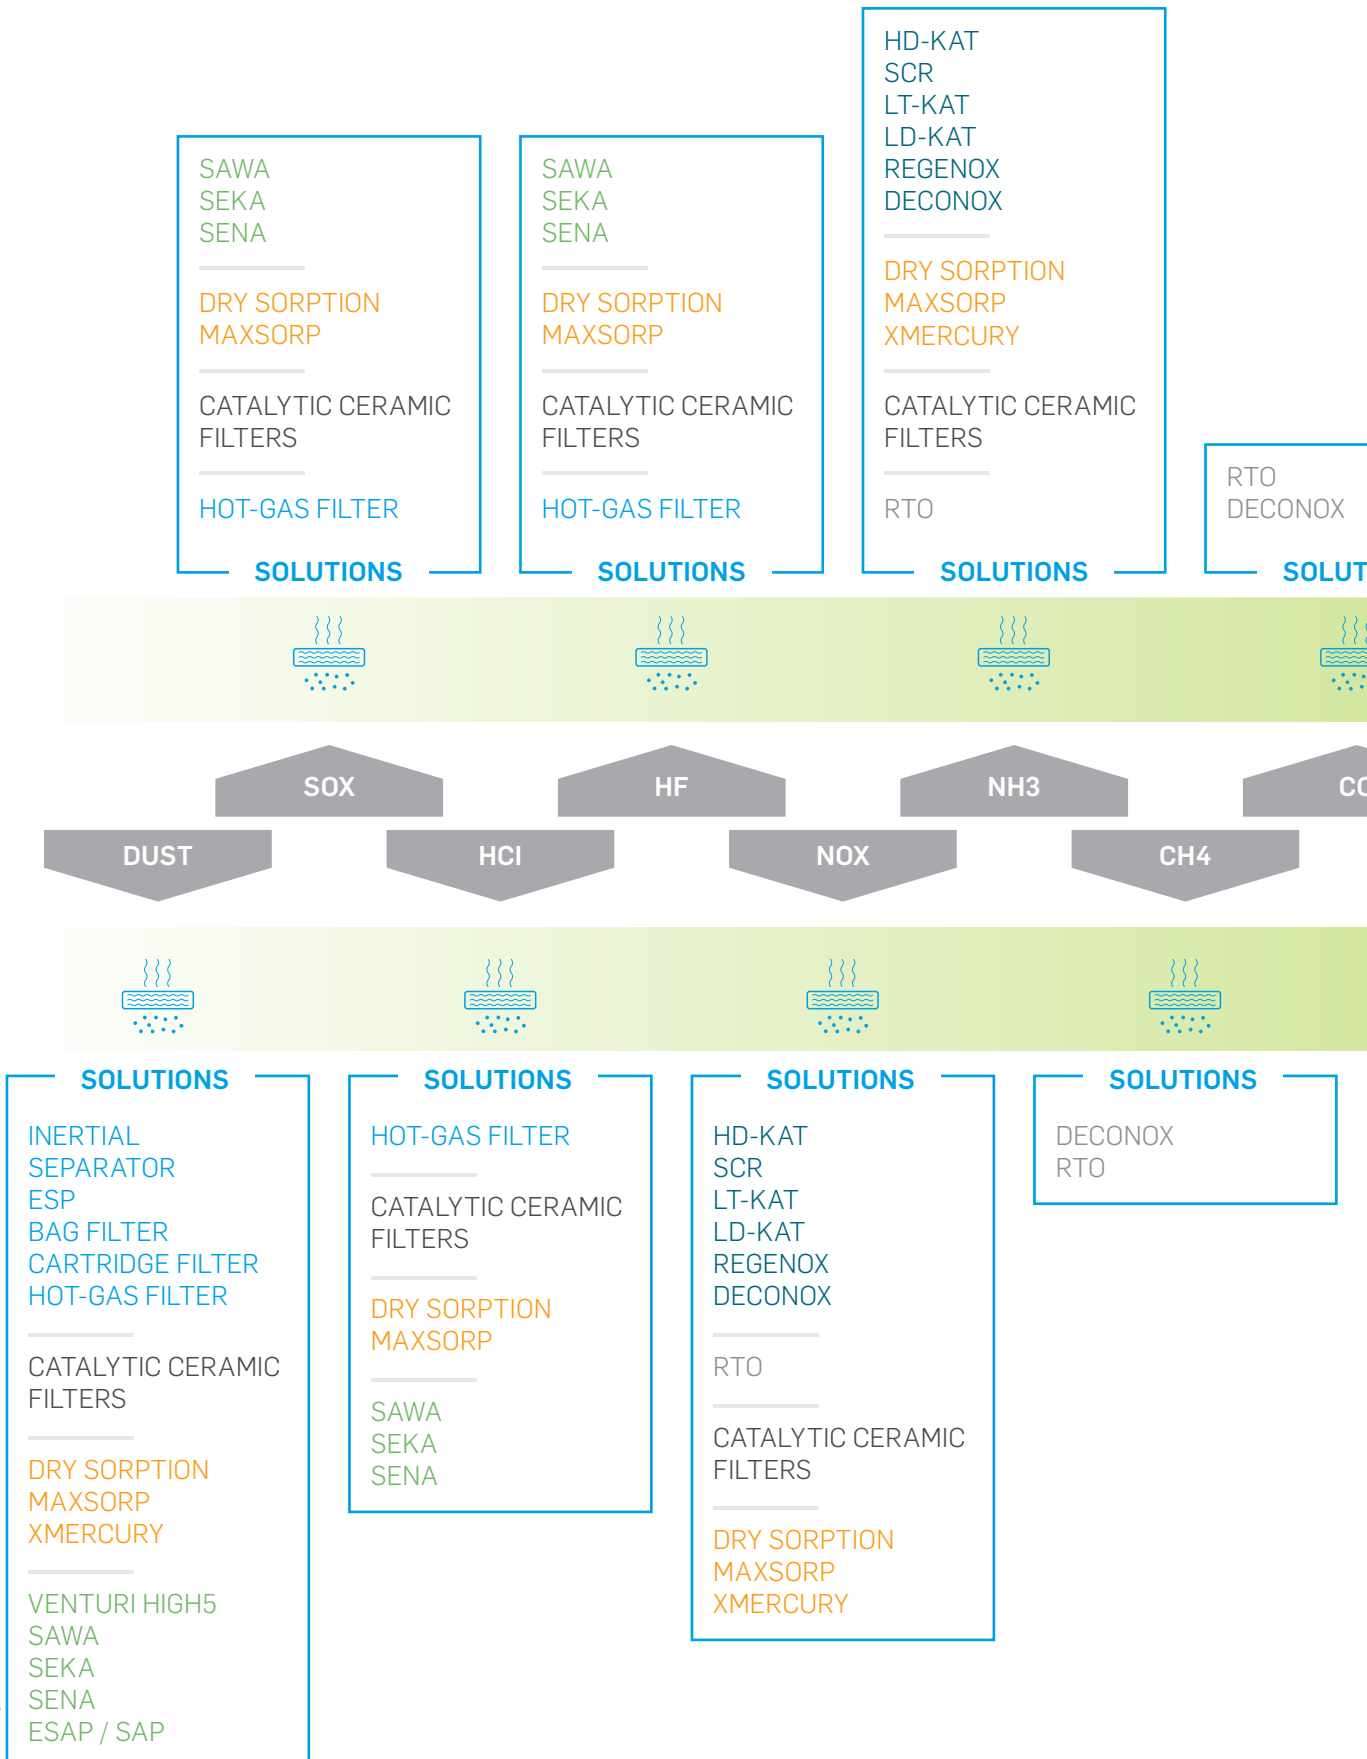 HD-KAT
SCR
LT-KAT
LD-KAT
REGENOX
DECONOX
DRY SORPTION
MAXSORP
XMERCURY
CATALYTIC CERAMIC
FILTERS
RTO
SOLUTIONS
SAWA
SEKA
SENA
DRY SORPTION
MAXSORP
CATALYTIC CERAMIC
FILTERS
HOT-GAS FILTER
SOLUTIONS
SAWA
SEKA
SENA
DRY SORPTION
MAXSORP
CATALYTIC CERAMIC
FILTERS
HOT-GAS FILTER
SOLUTIONS
RTO
DECONOX
SOLUT
SOX
HF
NH3
DUST
HCl
NOX
CH4
SOLUTIONS
INERTIAL
SEPARATOR
ESP
BAG FILTER
CARTRIDGE FILTER
HOT-GAS FILTER
CATALYTIC CERAMIC
FILTERS
DRY SORPTION
MAXSORP
XMERCURY
VENTURI HIGH5
SAWA
SEKA
SENA
ESAP / SAP
SOLUTIONS
HOT-GAS FILTER
CATALYTIC CERAMIC
FILTERS
DRY SORPTION
MAXSORP
SAWA
SEKA
SENA
SOLUTIONS
HD-KAT
SCR
LT-KAT
LD-KAT
REGENOX
DECONOX
RTO
CATALYTIC CERAMIC
FILTERS
DRY SORPTION
MAXSORP
XMERCURY
SOLUTIONS
DECONOX
RTO